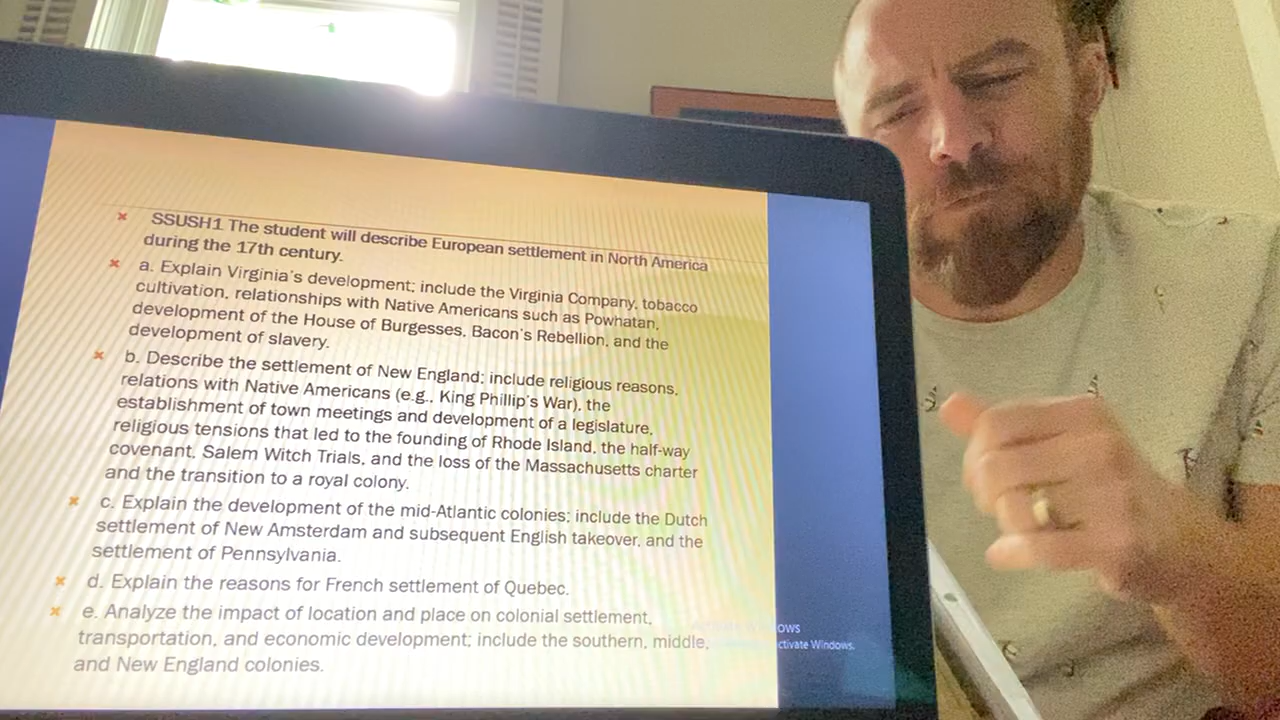 SSUSH1 The student will describe European settlement in North America
during the 17th century.
a. Explain Virginia's development; include the Virginia Company, tobacco
cultivation, relationships with Native Americans such as Powhatan,
development of the House of Burgesses, Bacon's Rebellion, and the
development of slavery.
b. Describe the settlement of New England; include religious reasons,
relations with Native Americans (e.g., King Phillip's War), the
establishment of town meetings and development of a legislature,
religious tensions that led to the founding of Rhode Island, the half-way
covenant, Salem Witch Trials, and the loss of the Massachusetts charter
and the transition to a royal colony.
c. Explain the development of the mid-Atlantic colonies; include the Dutch
settlement of New Amsterdam and subsequent English takeover, and the
settlement of Pennsylvania.
d. Explain the reasons for French settlement of Quebec.
e. Analyze the impact of location and place on colonial settlement,
transportation, and economic development; include the southern, middle,
and New England colonies.
Windows.